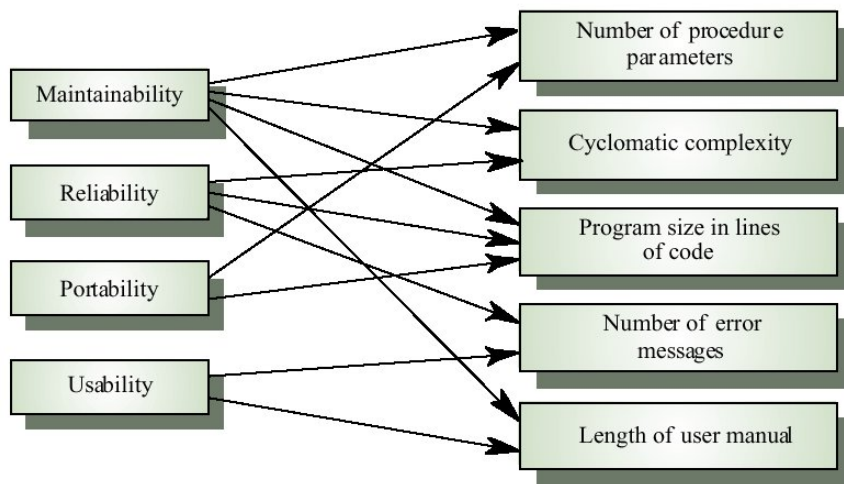 Maintainability
Reliability
Portability
Usability
Number of procedure
parameters
Cyclomatic complexity
Program size in lines
of code
Number of error
messages
Length of user manual